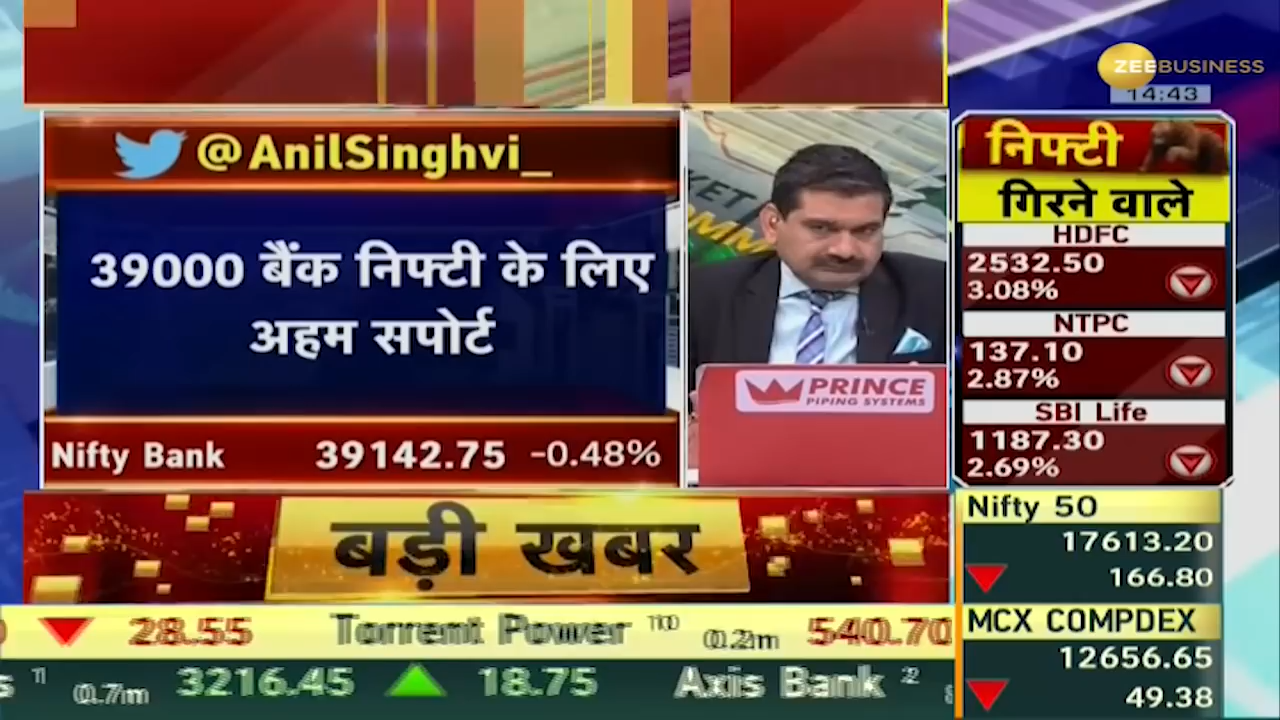 ZEEBUSINESS
14:43
@AnilSinghvi_
39000 बैंक निफ्टी के लिए
अहम सपोर्ट
Nifty Bank 39142.75 -0.48%
PRINCE
PIPING SYSTEMS
निफ्टी
गिरने वाले
HDFC
2532.50
3.08%
NTPC
137.10
2.87%
SBI Life
1187.30
2.69%
Nifty 50
17613.20
166.80
MCX COMPDEX
12656.65
49.38
बड़ी खबर
28.55 Torrent Power 0.2m 540.70
0.7m 3216.45 18.75 Axis Bank